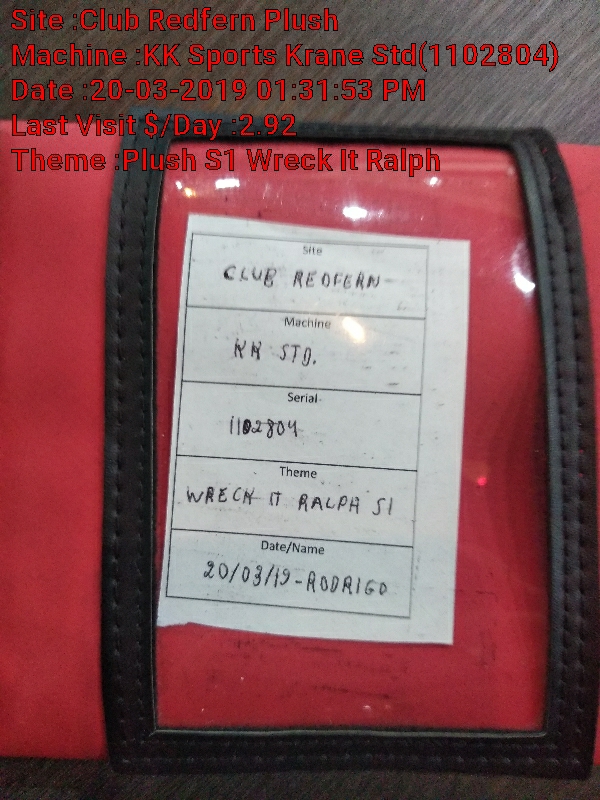 Site :Club Redfern Plush
Machine :KK Sports Krane Std(1102804)
Date :20-03-2019 01:31:53 PM
Last Visit $/Day :2.92
Theme :Plush S1 Wreck It Ralph
Site
CLUB REDFERN
Machine
KK STD.
Serial
1102804
Theme
WRECK IT RALPH S1
Date/Name
20/03/19-RODRIGO